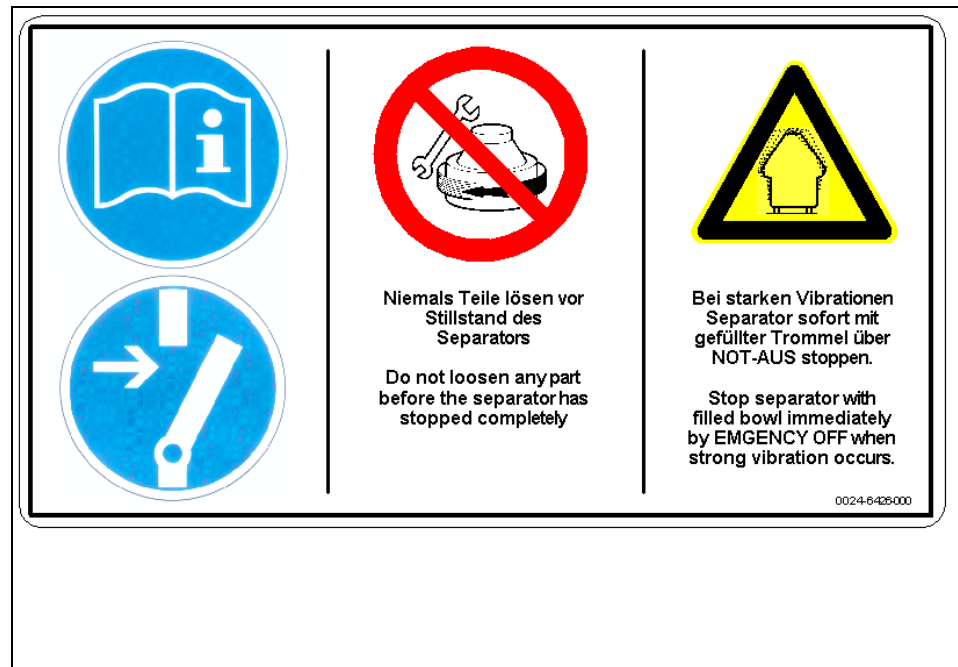 i
Niemals Teile lösen vor
Stillstand des
Separators
Do not loosen any part
before the separator has
stopped completely
Bei starken Vibrationen
Separator sofort mit
gefüllter Trommel über
NOT-AUS stoppen.
Stop separator with
filled bowl immediately
by EMGENCY OFF when
strong vibration occurs.
0024-6426-000